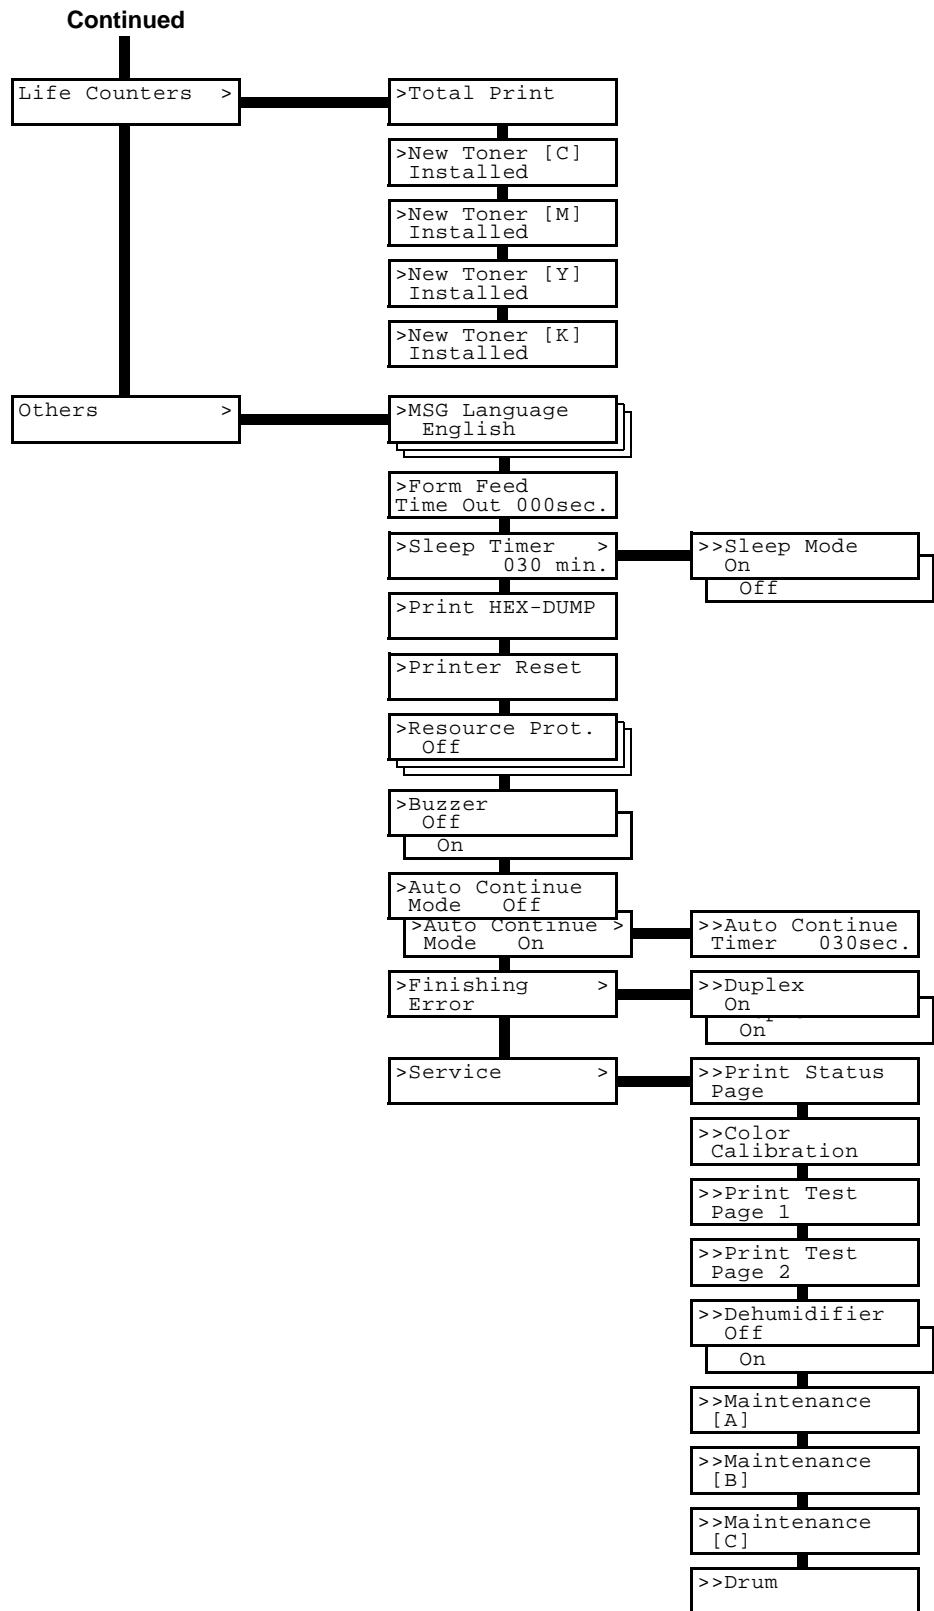 Continued
Life Counters >
>Total Print
>New Toner [C]
Installed
>New Toner [M]
Installed
>New Toner [Y]
Installed
>New Toner [K]
Installed
Others >
>MSG Language
English
>Form Feed
Time Out 000sec.
>Sleep Timer >
030 min.
>>Sleep Mode
On
Off
>Print HEX-DUMP
>Printer Reset
>Resource Prot.
Off
>Buzzer
Off
On
>Auto Continue
Mode Off
>Auto Continue >
Mode On
>>Auto Continue
Timer 030sec.
>Finishing >
Error
>>Duplex
On
On
>Service >
>>Print Status
Page
>>Color
Calibration
>>Print Test
Page 1
>>Print Test
Page 2
>>Dehumidifier
Off
On
>>Maintenance
[A]
>>Maintenance
[B]
>>Maintenance
[C]
>>Drum